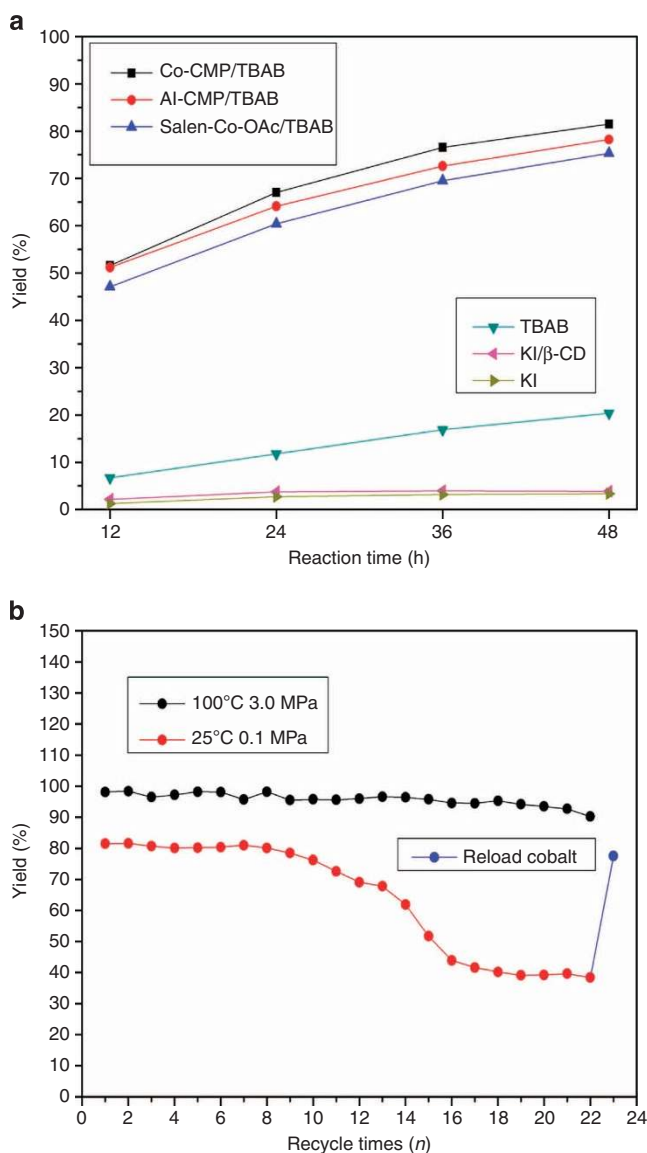 a
100
90
80
70
60
50
40
30
20
10
0
Yield (%)
Co-CMP/TBAB
Al-CMP/TBAB
Salen-Co-OAc/TBAB
TBAB
KI/β-CD
KI
12 24 36 48
Reaction time (h)
b
150
140
130
120
110
100
90
80
70
60
50
40
30
20
10
0
Yield (%)
100°C 3.0 MPa
25°C 0.1 MPa
Reload cobalt
0 2 4 6 8 10 12 14 16 18 20 22 24
Recycle times (n)